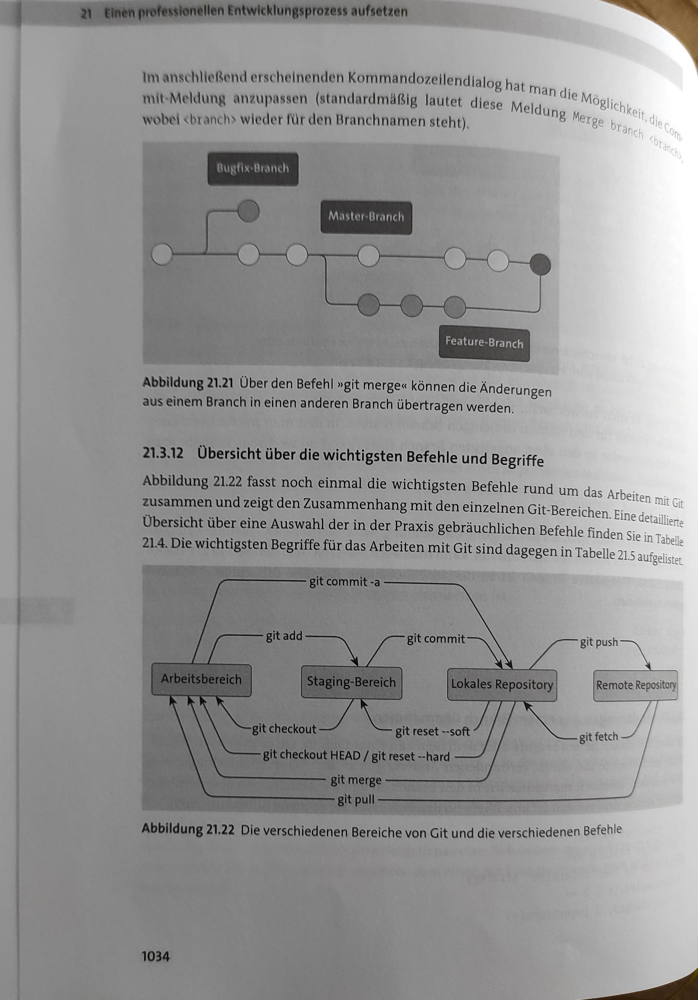 21 Einen professionellen Entwicklungsprozess aufsetzen
Im anschließend erscheinenden Kommandozeilendialog hat man die Möglichkeit, die Com-
mit-Meldung anzupassen (standardmäßig lautet diese Meldung Merge branch <branch>,
wobei <branch> wieder für den Branchnamen steht).
Bugfix-Branch
Master-Branch
Feature-Branch
Abbildung 21.21 Über den Befehl »git merge« können die Änderungen
aus einem Branch in einen anderen Branch übertragen werden.
21.3.12 Übersicht über die wichtigsten Befehle und Begriffe
Abbildung 21.22 fasst noch einmal die wichtigsten Befehle rund um das Arbeiten mit Git
zusammen und zeigt den Zusammenhang mit den einzelnen Git-Bereichen. Eine detaillierte
Übersicht über eine Auswahl der in der Praxis gebräuchlichen Befehle finden Sie in Tabelle
21.4. Die wichtigsten Begriffe für das Arbeiten mit Git sind dagegen in Tabelle 21.5 aufgelistet.
git commit -a
git add
git commit
git push
Arbeitsbereich
Staging-Bereich
Lokales Repository
Remote Repository
git checkout
git reset --soft
git fetch
git checkout HEAD / git reset --hard
git merge
git pull
Abbildung 21.22 Die verschiedenen Bereiche von Git und die verschiedenen Befehle
1034